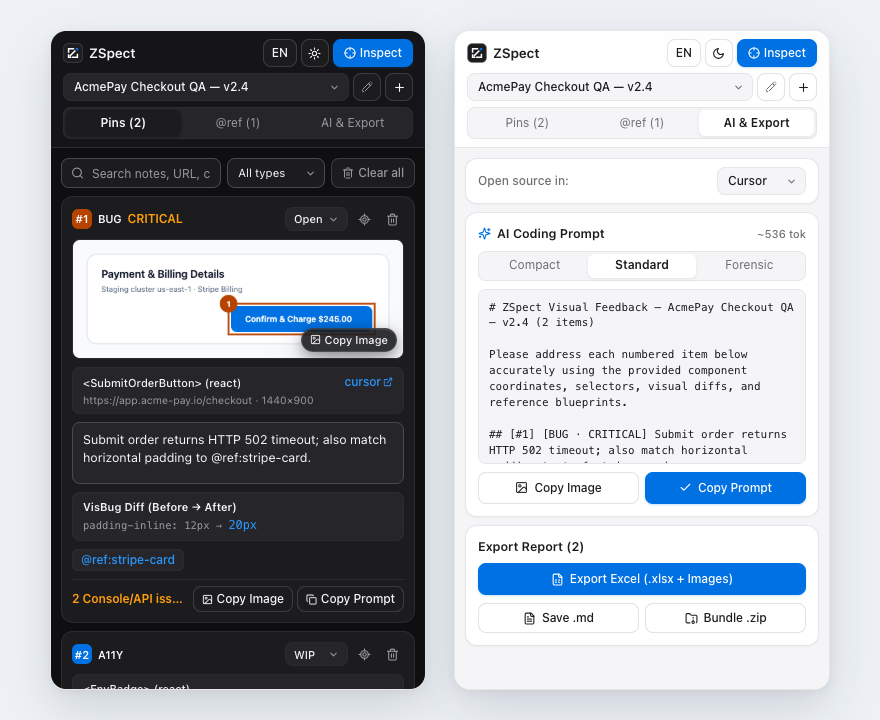 ZSpect
EN
Inspect
AcmePay Checkout QA — v2.4
Pins (2)
@ref (1)
AI & Export
Search notes, URL, c
All types
Clear all
#1 BUG CRITICAL
Open
Payment & Billing Details
Staging cluster us-east-1 · Stripe Billing
1
Confirm & Charge $245.00
Copy Image
<SubmitOrderButton> (react)
cursor
https://app.acme-pay.io/checkout · 1440×900
Submit order returns HTTP 502 timeout; also match
horizontal padding to @ref:stripe-card.
VisBug Diff (Before → After)
padding-inline: 12px → 20px
@ref:stripe-card
2 Console/API iss...
Copy Image
Copy Prompt
#2 A11Y
WIP
<EnvBadge> (react)
ZSpect
EN
Inspect
AcmePay Checkout QA — v2.4
Pins (2)
@ref (1)
AI & Export
Open source in:
Cursor
AI Coding Prompt
~536 tok
Compact
Standard
Forensic
# ZSpect Visual Feedback — AcmePay Checkout QA
— v2.4 (2 items)
Please address each numbered item below
accurately using the provided component
coordinates, selectors, visual diffs, and
reference blueprints.
## [#1] [BUG · CRITICAL] Submit order returns
HTTP 502 timeout; also match horizontal
Copy Image
Copy Prompt
Export Report (2)
Export Excel (.xlsx + Images)
Save .md
Bundle .zip